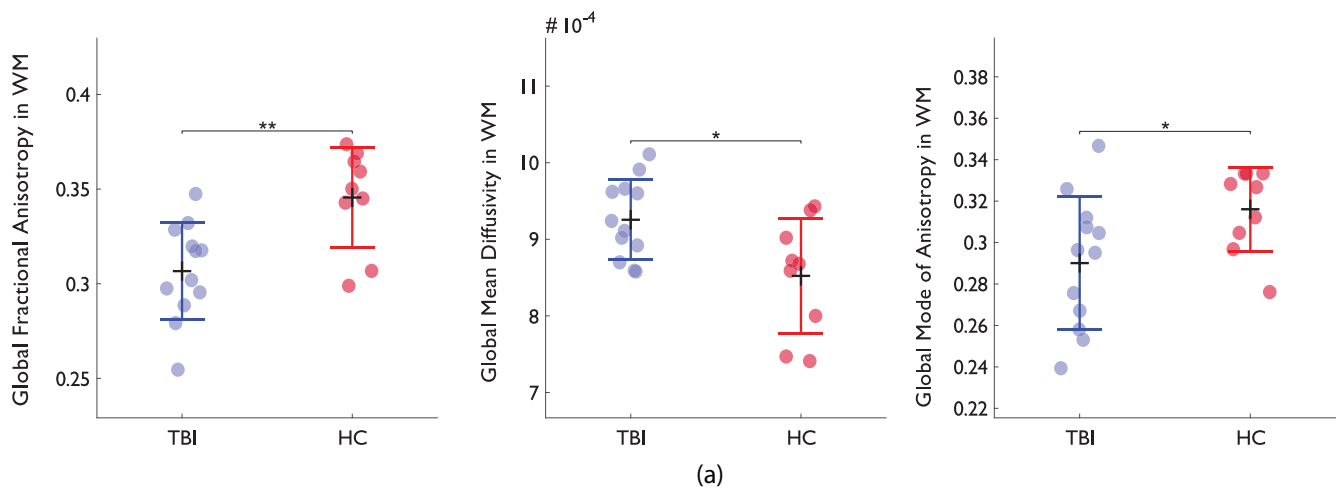 Global Fractional Anisotropy in WM
0.4
0.35
0.3
0.25
**
TBI
HC
# 10-4
Global Mean Diffusivity in WM
11
10
9
8
7
*
TBI
HC
Global Mode of Anisotropy in WM
0.38
0.36
0.34
0.32
0.3
0.28
0.26
0.24
0.22
*
TBI
HC
(a)